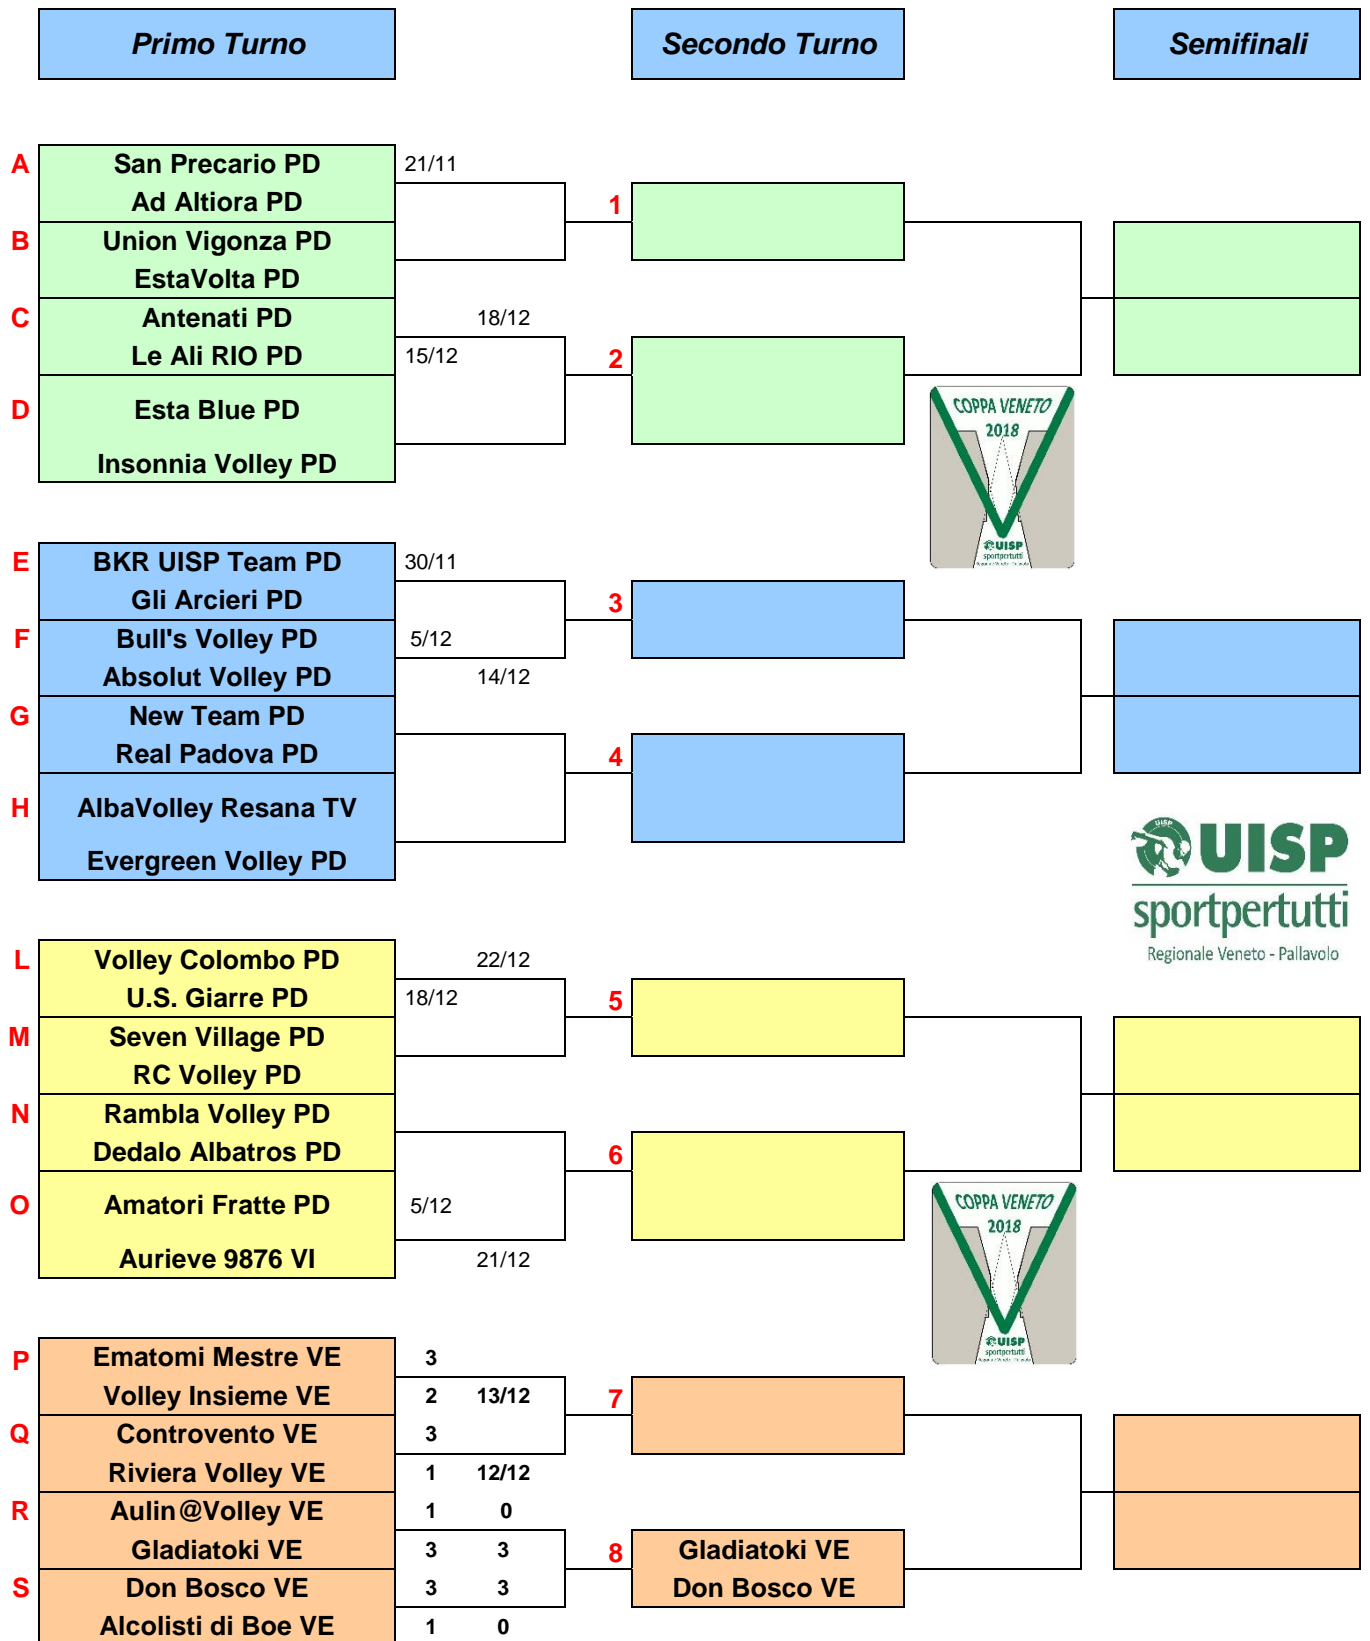 Primo Turno Secondo Turno Semifinali
A San Precario PD 21/11
Ad Altiora PD 1
B Union Vigonza PD
EstaVolta PD
C Antenati PD 18/12
Le Ali RIO PD 15/12 2
D Esta Blue PD
COPPA VENETO
2018
Insonnia Volley PD
UISP
sportpertutti
E BKR UISP Team PD 30/11
Gli Arcieri PD 3
F Bull's Volley PD 5/12
Absolut Volley PD 14/12
G New Team PD
Real Padova PD 4
H AlbaVolley Resana TV
Evergreen Volley PD
UISP
UISP
sportpertutti
Regionale Veneto - Pallavolo
L Volley Colombo PD 22/12
U.S. Giarre PD 18/12 5
M Seven Village PD
RC Volley PD
N Rambla Volley PD
Dedalo Albatros PD 6
O Amatori Fratte PD 5/12
COPPA VENETO
2018
Aurieve 9876 VI 21/12
UISP
sportpertutti
P Ematomi Mestre VE 3
Volley Insieme VE 2 13/12 7
Q Controvento VE 3
Riviera Volley VE 1 12/12
R Aulin@Volley VE 1 0
Gladiatoki VE 3 3 8 Gladiatoki VE
S Don Bosco VE 3 3 Don Bosco VE
Alcolisti di Boe VE 1 0